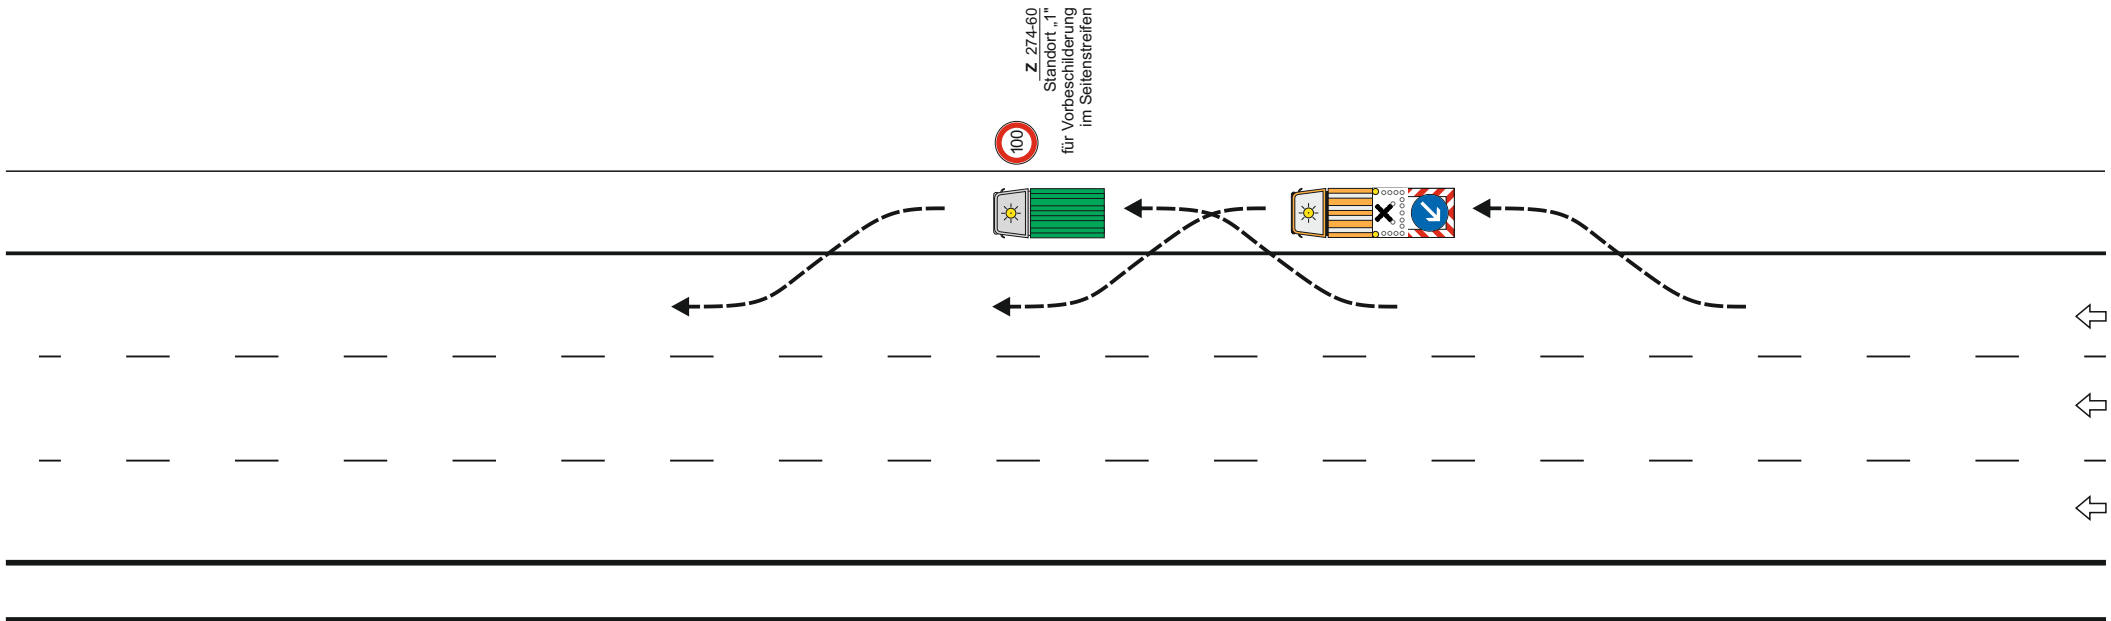 Z 274-60
Standort „1"
für Vorbeschilderung
im Seitenstreifen
100